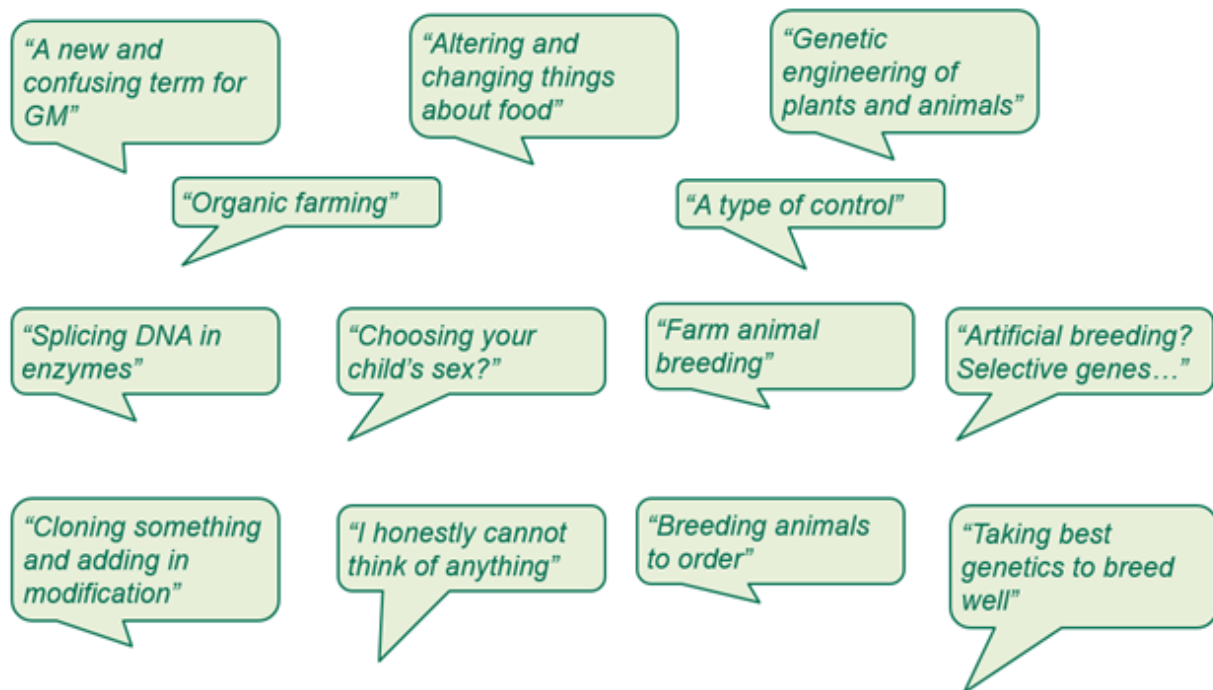 “A new and
confusing term for
GM”
“Altering and
changing things
about food”
“Genetic
engineering of
plants and animals”
“Organic farming”
“A type of control”
“Splicing DNA in
enzymes”
“Choosing your
child’s sex?”
“Farm animal
breeding”
“Artificial breeding?
Selective genes…”
“Cloning something
and adding in
modification”
“I honestly cannot
think of anything”
“Breeding animals
to order”
“Taking best
genetics to breed
well”